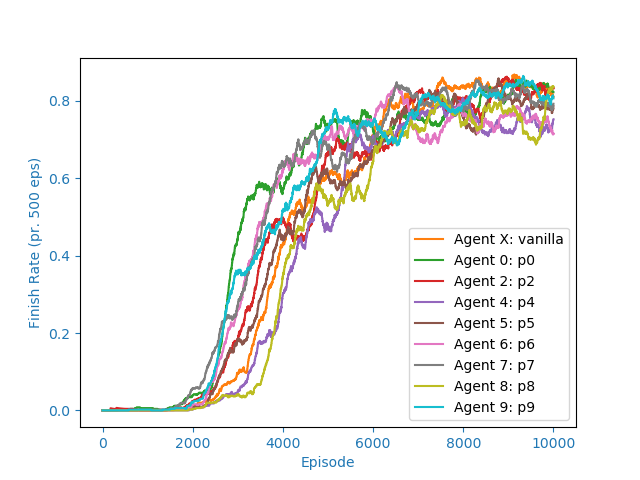 Finish Rate (pr. 500 eps)
0.8
0.6
0.4
0.2
0.0
Agent X: vanilla
Agent 0: p0
Agent 2: p2
Agent 4: p4
Agent 5: p5
Agent 6: p6
Agent 7: p7
Agent 8: p8
Agent 9: p9
0 2000 4000 6000 8000 10000
Episode